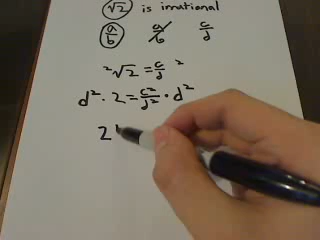 √2 is irrational
a/b a/b c/d
² √2 = c/d ²
d² · 2 = c²/d² · d²
2